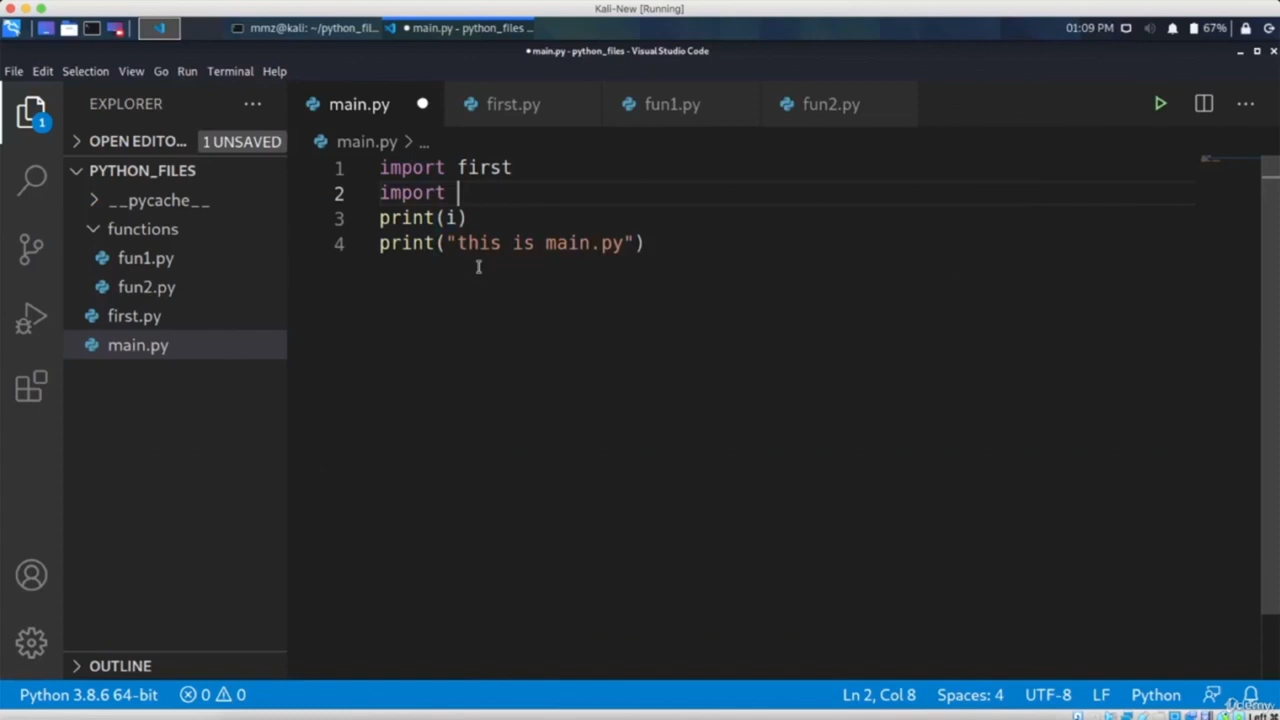 Kali-New [Running]
mmz@kali: ~/python_fil...
main.py - python_files ...
01:09 PM
67%
main.py - python_files - Visual Studio Code
File Edit Selection View Go Run Terminal Help
EXPLORER
main.py
first.py
fun1.py
fun2.py
OPEN EDITO...
1 UNSAVED
main.py > ...
PYTHON_FILES
__pycache__
functions
fun1.py
fun2.py
first.py
main.py
1
1 import first
2 import
3 print(i)
4 print("this is main.py")
OUTLINE
Python 3.8.6 64-bit
0
0
Ln 2, Col 8
Spaces: 4
UTF-8
LF
Python
Udemy
Left ⌘